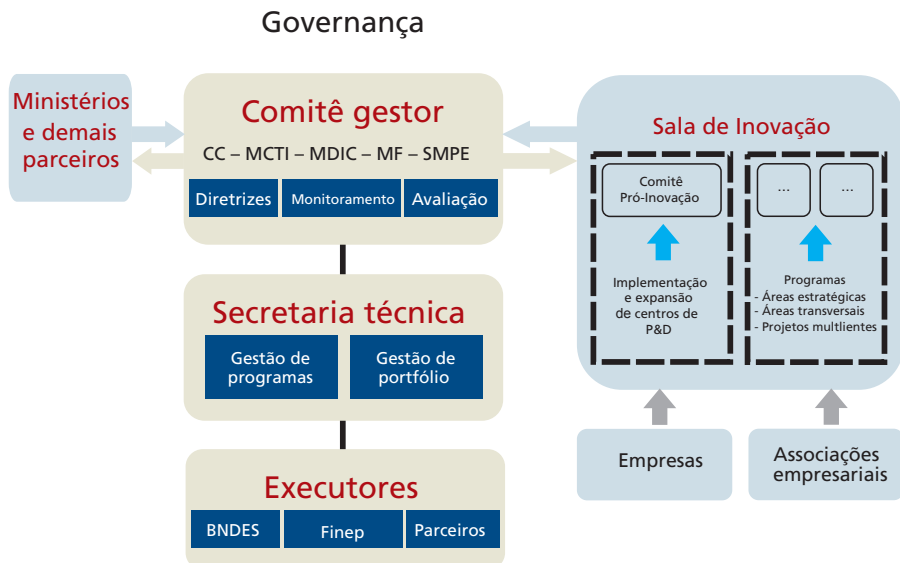 Governança
Ministérios
e demais
parceiros
Comitê gestor
CC – MCTI – MDIC – MF – SMPE
Diretrizes
Monitoramento
Avaliação
Secretaria técnica
Gestão de
programas
Gestão de
portfólio
Executores
BNDES
Finep
Parceiros
Sala de Inovação
Comitê
Pró-Inovação
...
...
Implementação
e expansão
de centros de
P&D
Programas
- Áreas estratégicas
- Áreas transversais
- Projetos multlientes
Empresas
Associações
empresariais